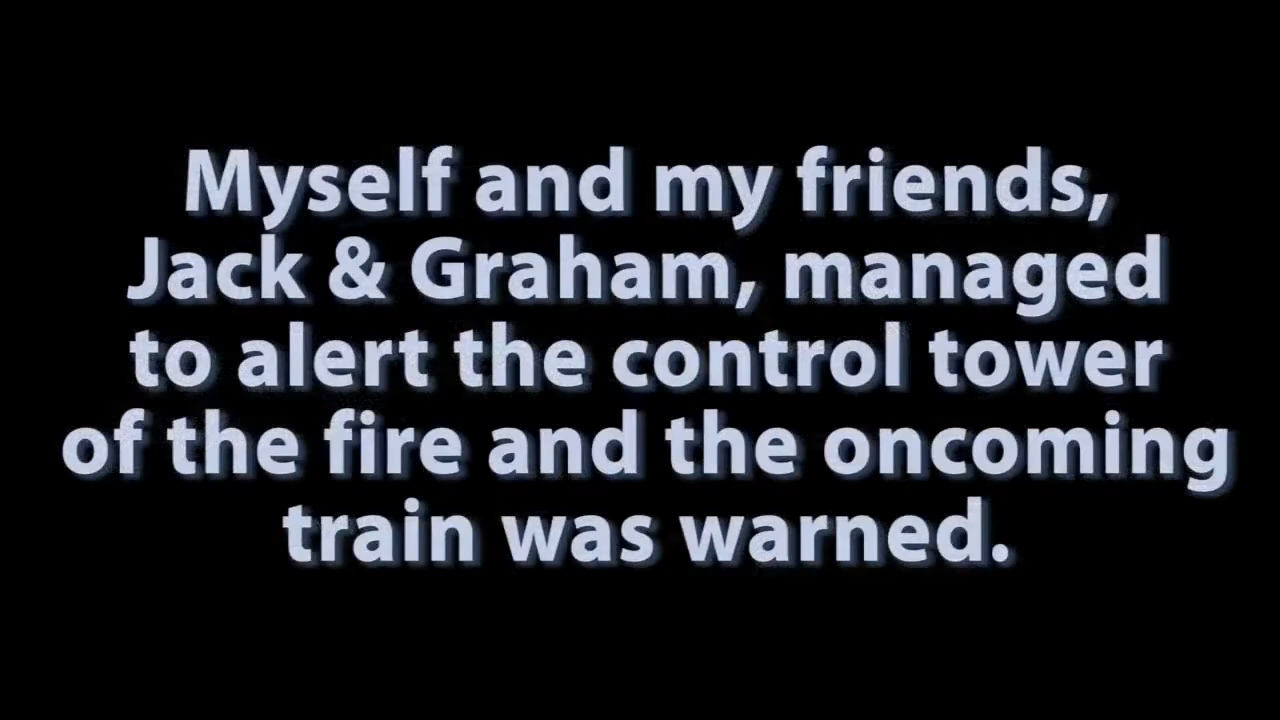 Myself and my friends,
Jack & Graham, managed
to alert the control tower
of the fire and the oncoming
train was warned.